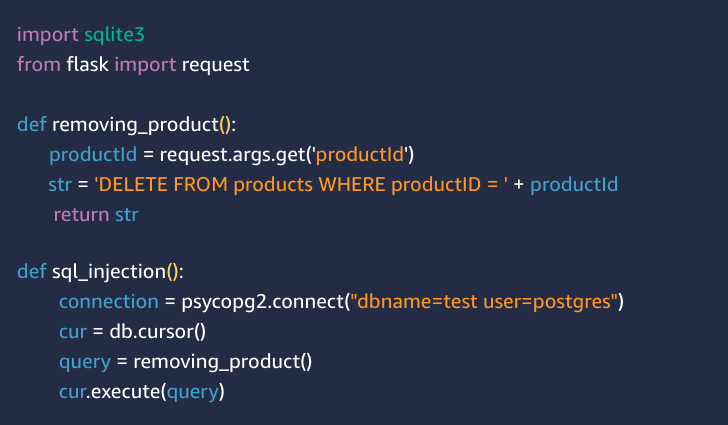 import sqlite3
from flask import request
def removing_product():
productId = request.args.get('productId')
str = 'DELETE FROM products WHERE productID = ' + productId
return str
def sql_injection():
connection = psycopg2.connect("dbname=test user=postgres")
cur = db.cursor()
query = removing_product()
cur.execute(query)